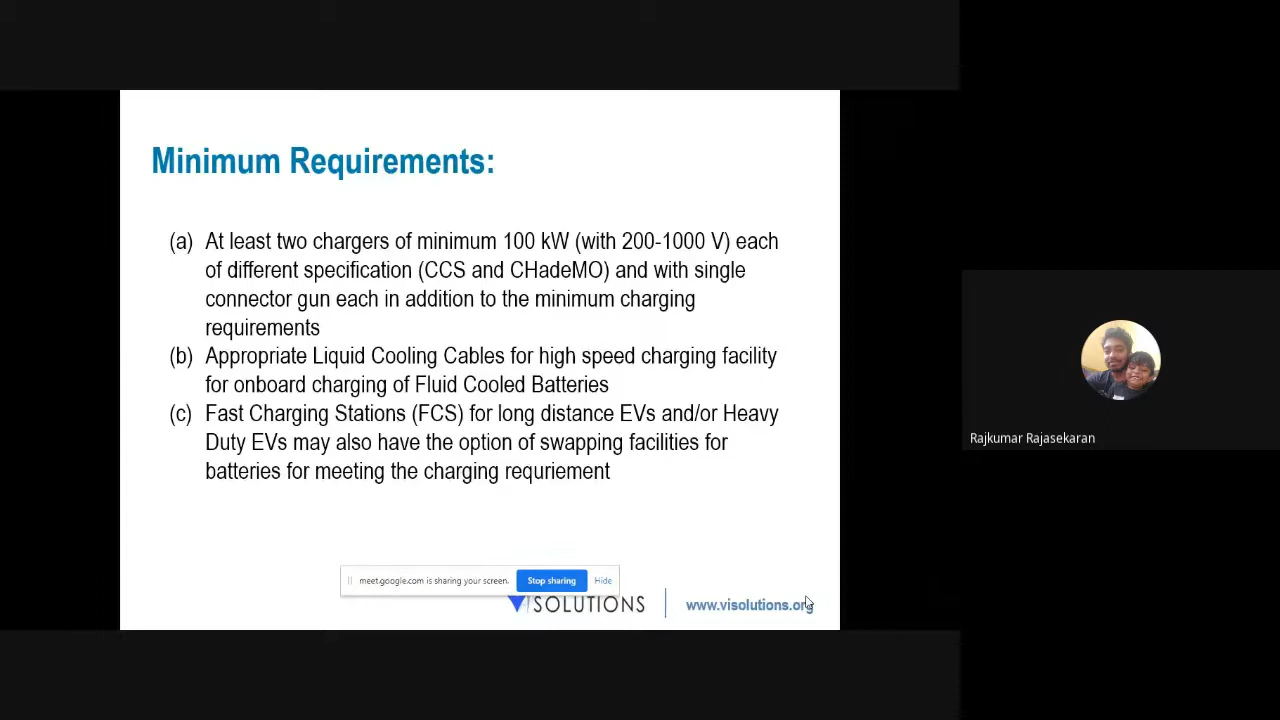 Minimum Requirements:
(a) At least two chargers of minimum 100 kW (with 200-1000 V) each
of different specification (CCS and CHadeMO) and with single
connector gun each in addition to the minimum charging
requirements
(b) Appropriate Liquid Cooling Cables for high speed charging facility
for onboard charging of Fluid Cooled Batteries
(c) Fast Charging Stations (FCS) for long distance EVs and/or Heavy
Duty EVs may also have the option of swapping facilities for
batteries for meeting the charging requriement
Rajkumar Rajasekaran
meet.google.com is sharing your screen. Stop sharing Hide
VISOLUTIONS www.visolutions.org